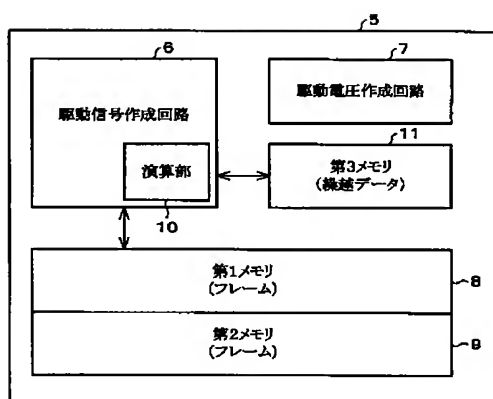 5
6
7
駆動信号作成回路
駆動電圧作成回路
11
演算部
第3メモリ
(繰越データ)
10
第1メモリ
(フレーム)
8
第2メモリ
(フレーム)
9